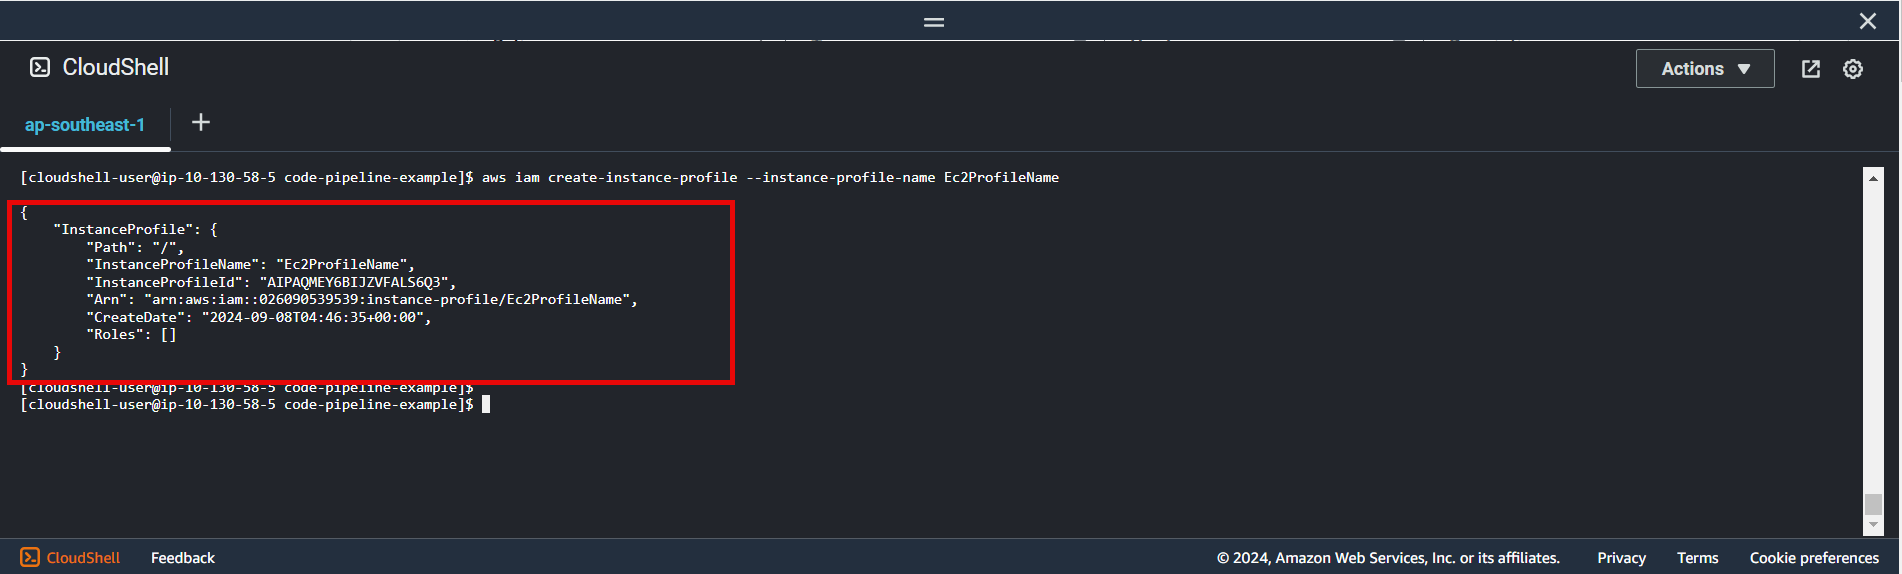 CloudShell
Actions
ap-southeast-1
[cloudshell-user@ip-10-130-58-5 code-pipeline-example]$ aws iam create-instance-profile --instance-profile-name Ec2ProfileName
{
    "InstanceProfile": {
        "Path": "/",
        "InstanceProfileName": "Ec2ProfileName",
        "InstanceProfileId": "AIPAQMEY6BIJZVFALS6Q3",
        "Arn": "arn:aws:iam::026090539539:instance-profile/Ec2ProfileName",
        "CreateDate": "2024-09-08T04:46:35+00:00",
        "Roles": []
    }
}
[cloudshell-user@ip-10-130-58-5 code-pipeline-example]$
[cloudshell-user@ip-10-130-58-5 code-pipeline-example]$
CloudShell Feedback © 2024, Amazon Web Services, Inc. or its affiliates. Privacy Terms Cookie preferences